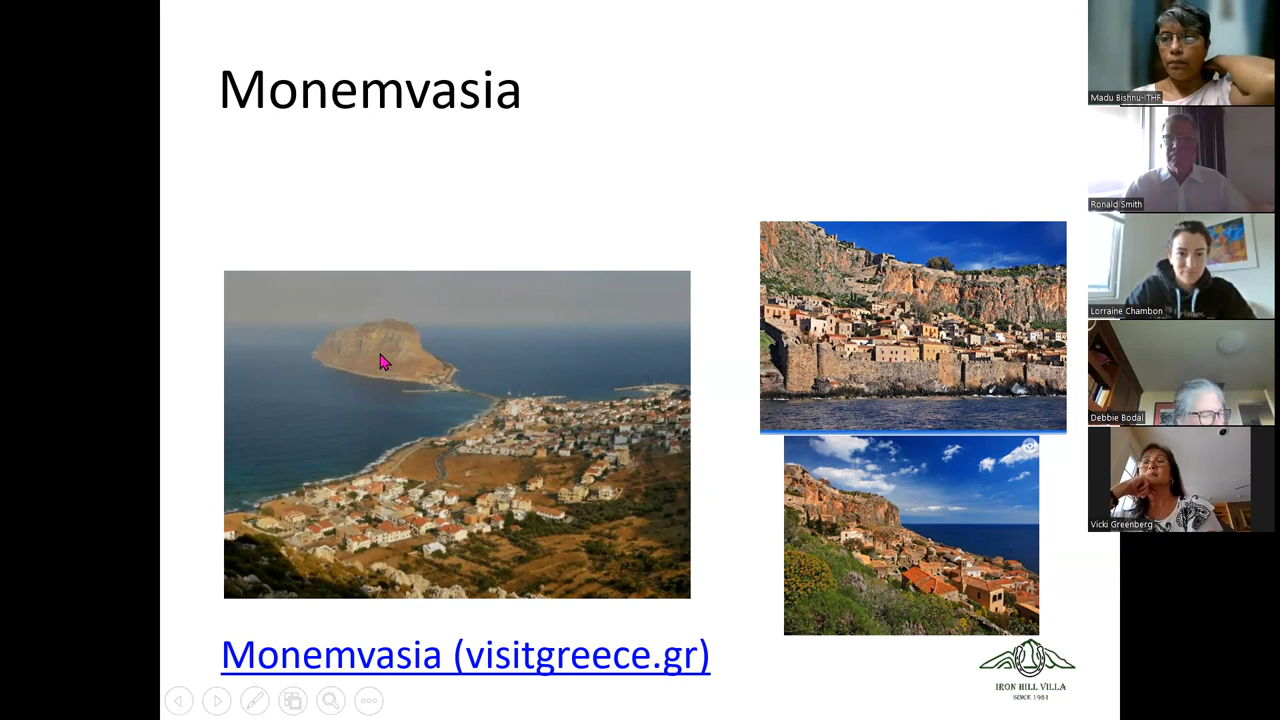 Monemvasia
Monemvasia (visitgreece.gr)
IRON HILL VILLA
SINCE 1981
Madu Bishnu-ITHF
Ronald Smith
Lorraine Chambon
Debbie Bodal
Vicki Greenberg